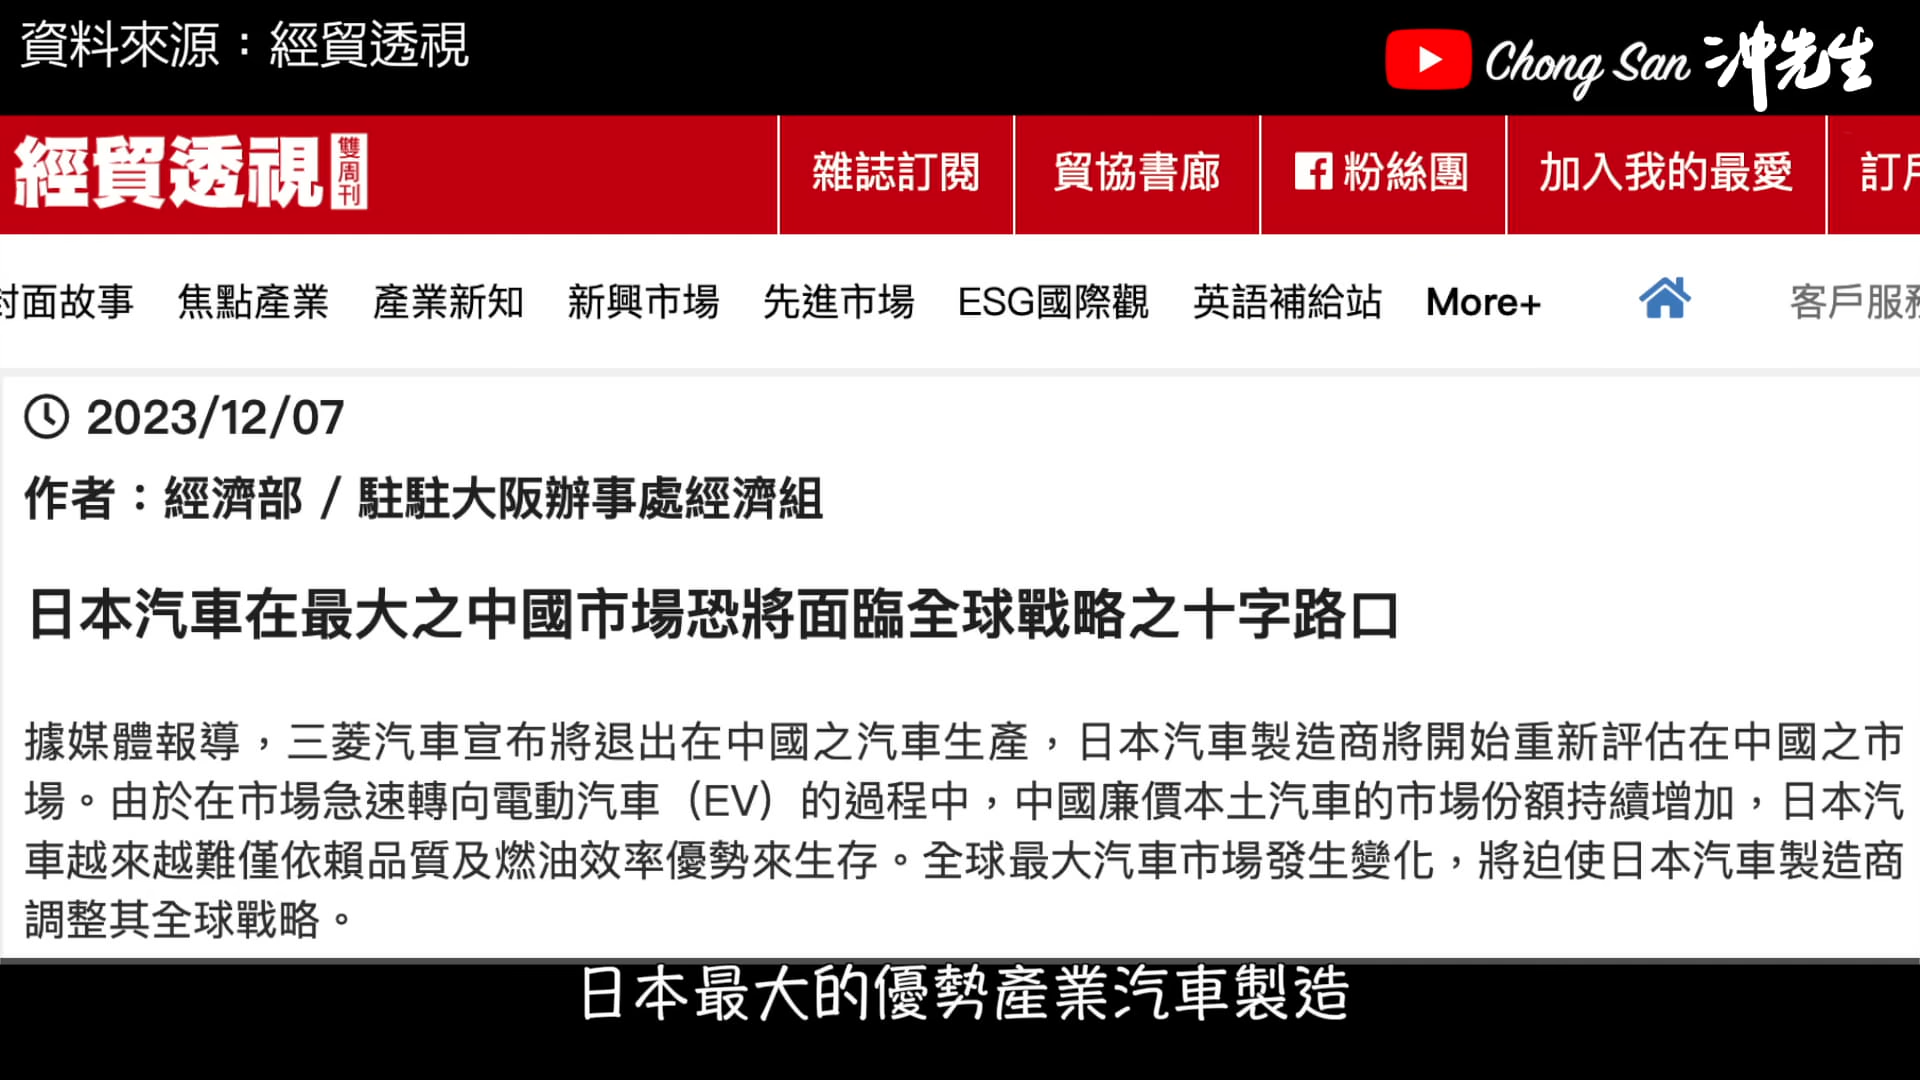 資料來源：經貿透視
Chong San 沖先生
經貿透視 雙周刊
雜誌訂閱 貿協書廊 粉絲團 加入我的最愛 訂戶
封面故事 焦點產業 產業新知 新興市場 先進市場 ESG國際觀 英語補給站 More+ 客戶服務
2023/12/07
作者：經濟部 / 駐駐大阪辦事處經濟組
日本汽車在最大之中國市場恐將面臨全球戰略之十字路口
據媒體報導，三菱汽車宣布將退出在中國之汽車生產，日本汽車製造商將開始重新評估在中國之市
場。由於在市場急速轉向電動汽車（EV）的過程中，中國廉價本土汽車的市場份額持續增加，日本汽
車越來越難僅依賴品質及燃油效率優勢來生存。全球最大汽車市場發生變化，將迫使日本汽車製造商
調整其全球戰略。
日本最大的優勢產業汽車製造